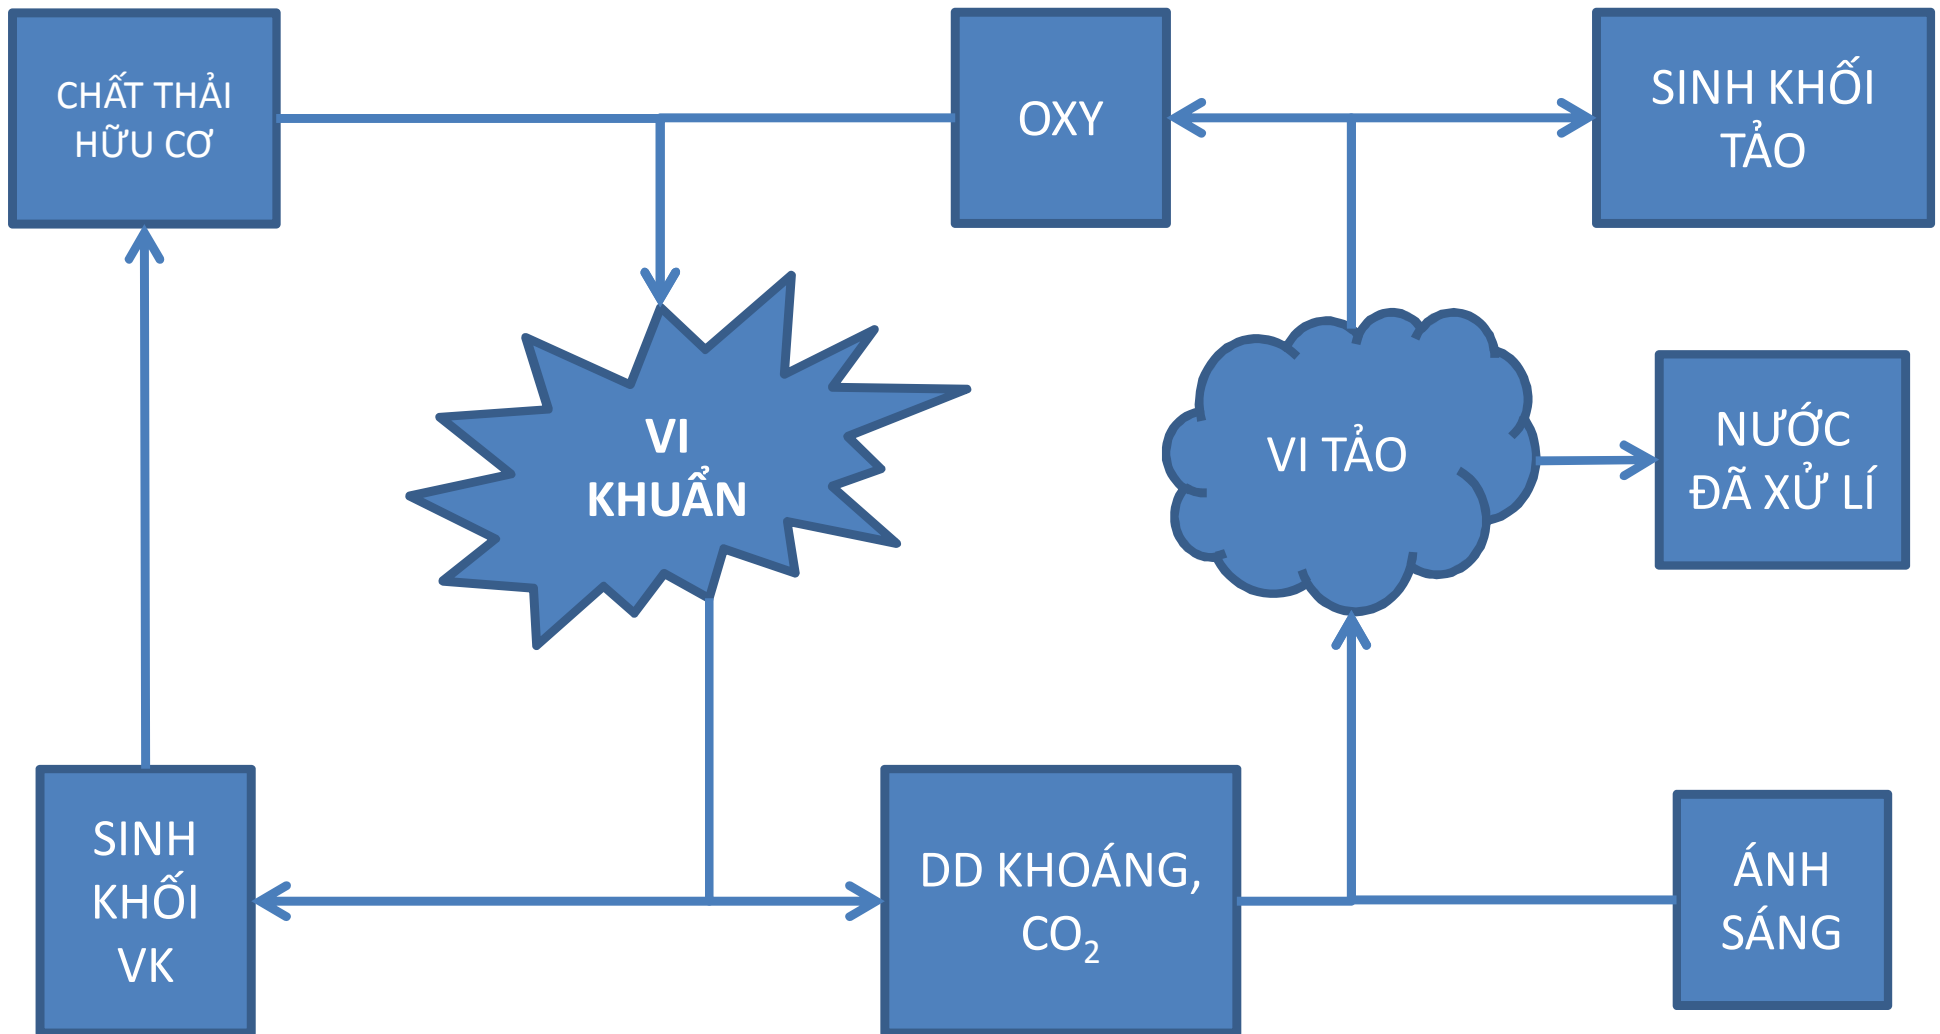 CHẤT THẢI
HỮU CƠ
OXY
SINH KHỐI
TẢO
VI
KHUẨN
VI TẢO
NƯỚC
ĐÃ XỬ LÍ
SINH
KHỐI
VK
DD KHOÁNG,
CO₂
ÁNH
SÁNG